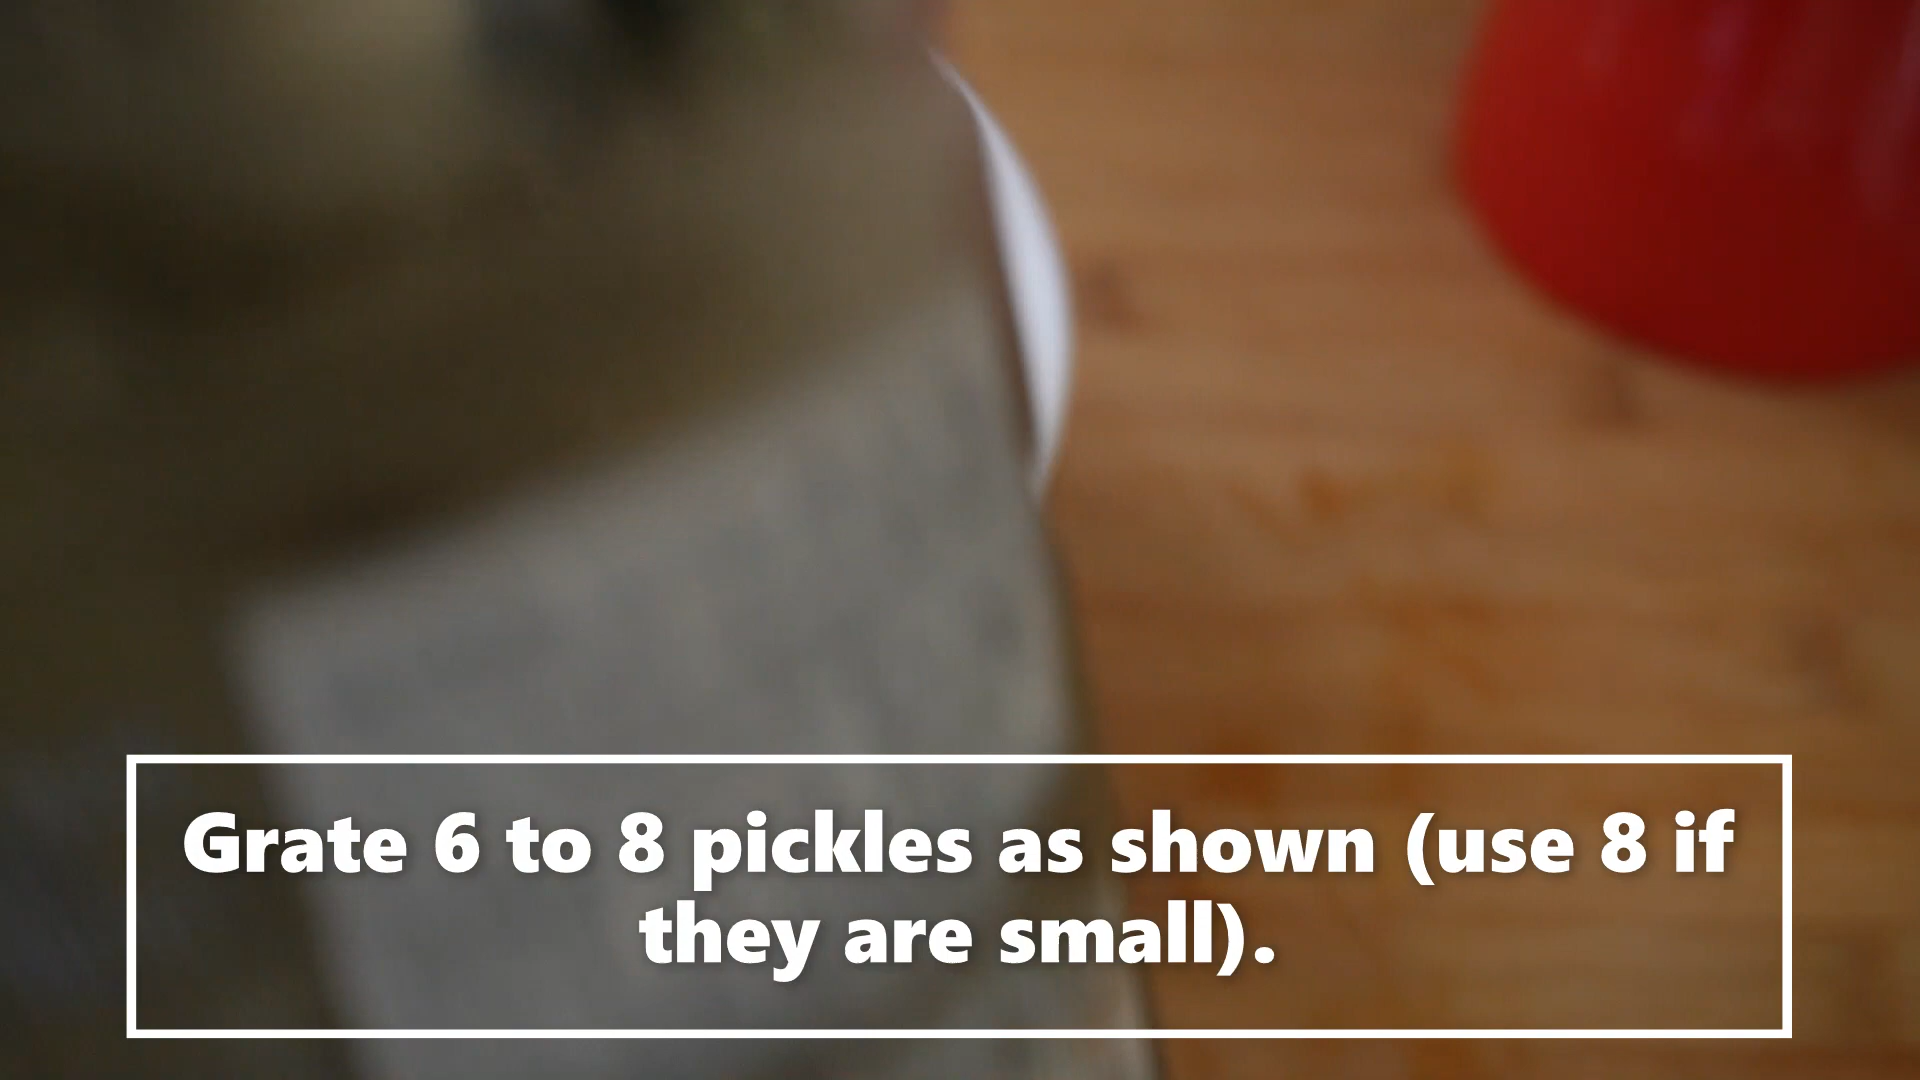 Grate 6 to 8 pickles as shown (use 8 if
they are small).